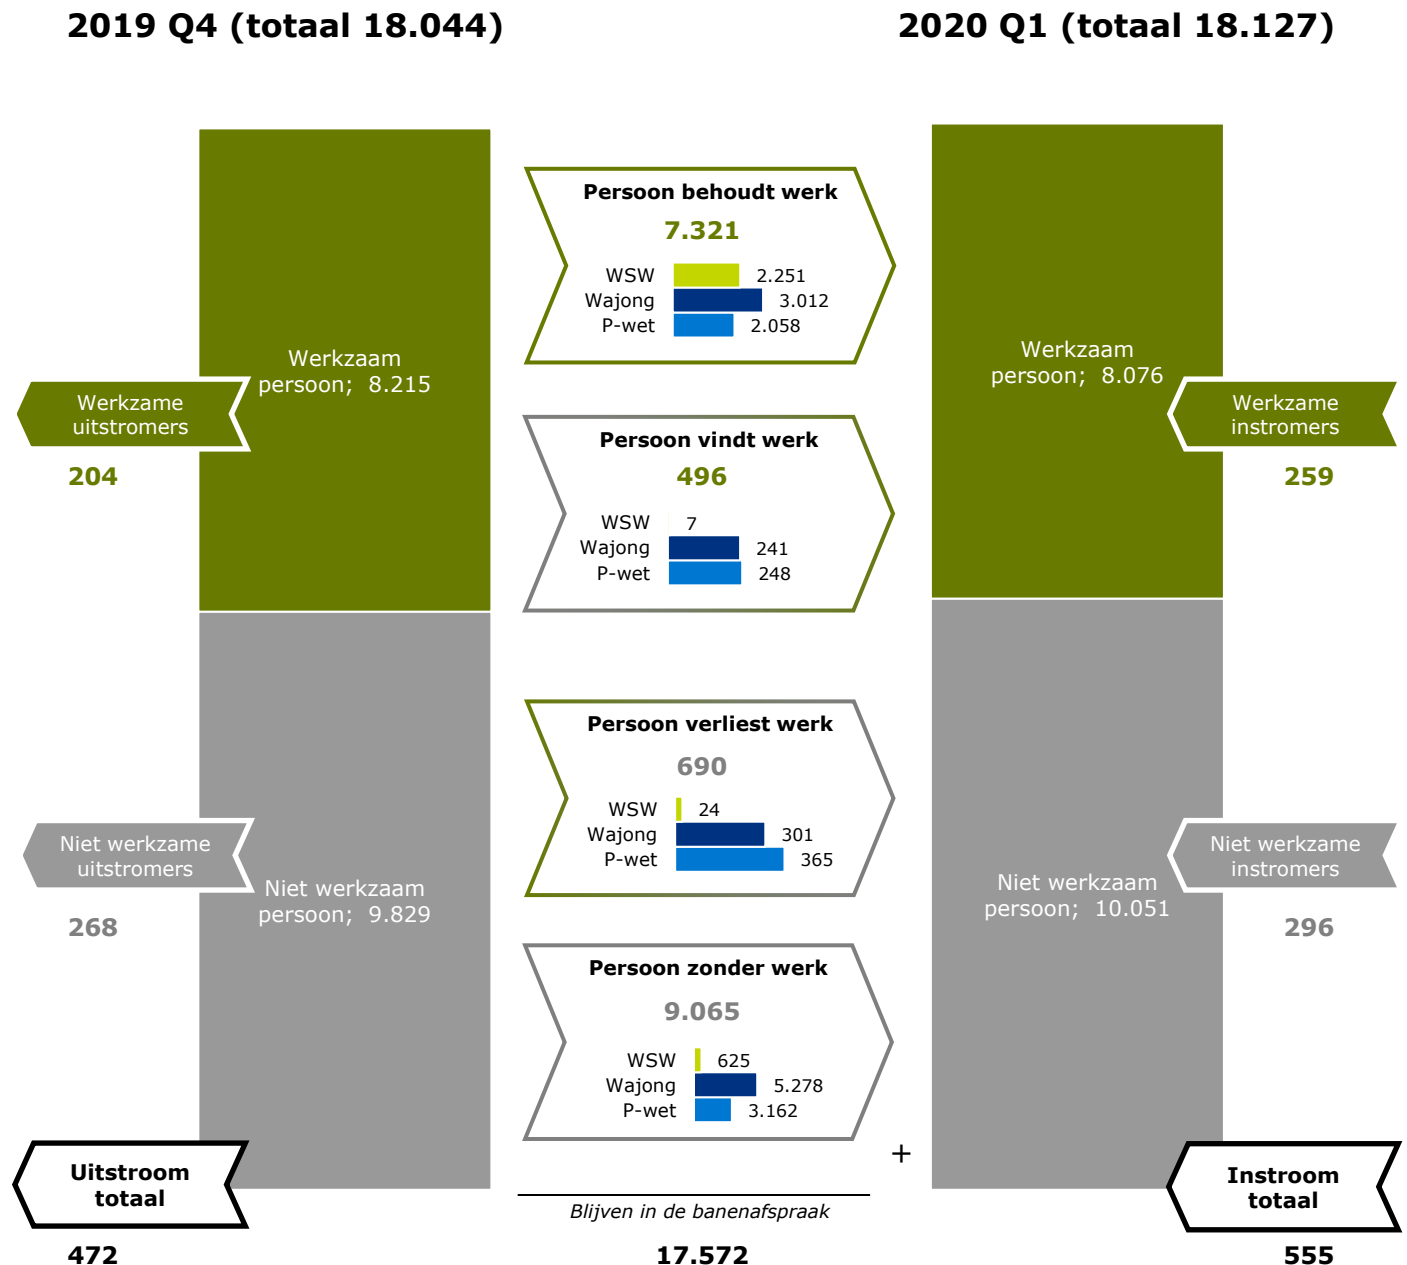 2019 Q4 (totaal 18.044)
2020 Q1 (totaal 18.127)
Werkzaam
persoon;  8.215
Werkzame
uitstromers
204
Niet werkzaam
persoon;  9.829
Niet werkzame
uitstromers
268
Uitstroom
totaal
472
Persoon behoudt werk
7.321
WSW 2.251
Wajong 3.012
P-wet 2.058
Persoon vindt werk
496
WSW 7
Wajong 241
P-wet 248
Persoon verliest werk
690
WSW 24
Wajong 301
P-wet 365
Persoon zonder werk
9.065
WSW 625
Wajong 5.278
P-wet 3.162
+
Blijven in de banenafspraak
17.572
Werkzaam
persoon;  8.076
Werkzame
instromers
259
Niet werkzaam
persoon;  10.051
Niet werkzame
instromers
296
Instroom
totaal
555